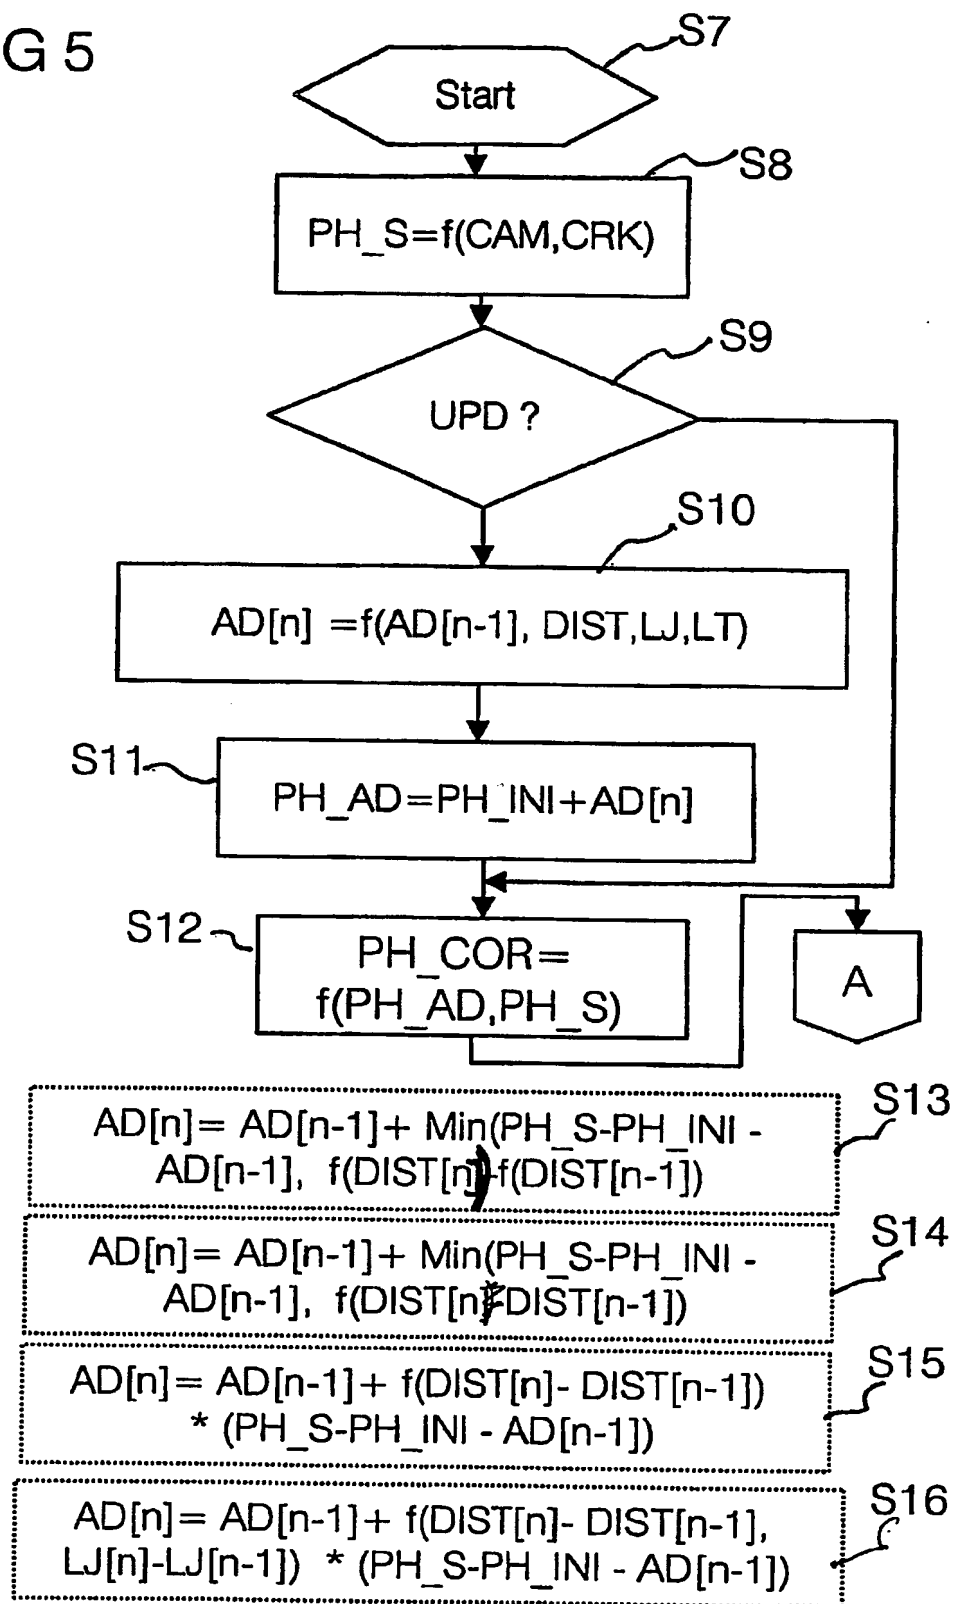 G 5
S7
Start
S8
PH_S=f(CAM,CRK)
S9
UPD ?
S10
AD[n] =f(AD[n-1], DIST,LJ,LT)
S11
PH_AD=PH_INI+AD[n]
S12
PH_COR=
f(PH_AD,PH_S)
A
S13
AD[n]= AD[n-1]+ Min(PH_S-PH_INI -
AD[n-1], f(DIST[n])-f(DIST[n-1])
S14
AD[n]= AD[n-1]+ Min(PH_S-PH_INI -
AD[n-1], f(DIST[n] DIST[n-1])
S15
AD[n]= AD[n-1]+ f(DIST[n]- DIST[n-1])
* (PH_S-PH_INI - AD[n-1])
S16
AD[n]= AD[n-1]+ f(DIST[n]- DIST[n-1],
LJ[n]-LJ[n-1]) * (PH_S-PH_INI - AD[n-1])